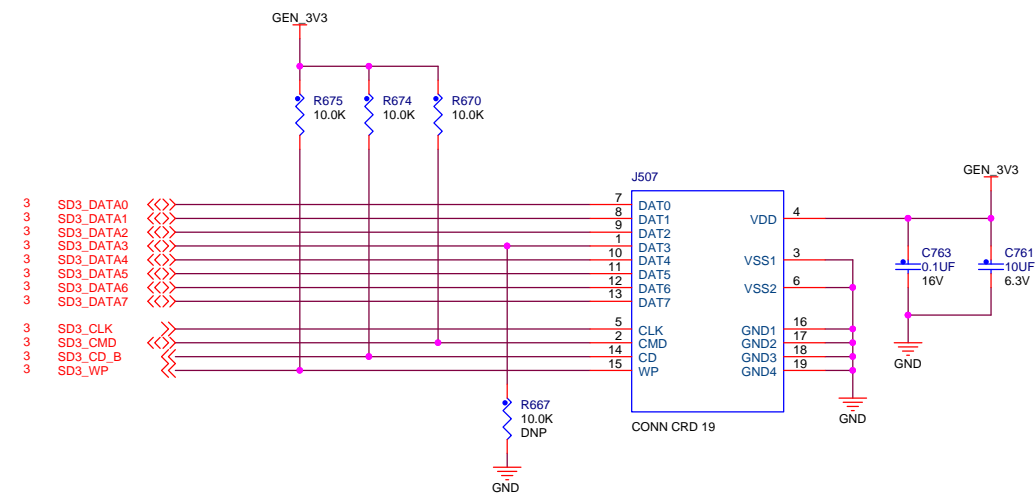 GEN_3V3
R675
10.0K
R674
10.0K
R670
10.0K
J507
GEN_3V3
3 SD3_DATA0 7 DAT0
3 SD3_DATA1 8 DAT1
3 SD3_DATA2 9 DAT2
3 SD3_DATA3 1 DAT3
3 SD3_DATA4 10 DAT4
3 SD3_DATA5 11 DAT5
3 SD3_DATA6 12 DAT6
3 SD3_DATA7 13 DAT7
3 SD3_CLK 5 CLK
3 SD3_CMD 2 CMD
3 SD3_CD_B 14 CD
3 SD3_WP 15 WP
VDD 4
VSS1 3
VSS2 6
GND1 16
GND2 17
GND3 18
GND4 19
C763
0.1UF
16V
C761
10UF
6.3V
GND
GND
CONN CRD 19
R667
10.0K
DNP
GND